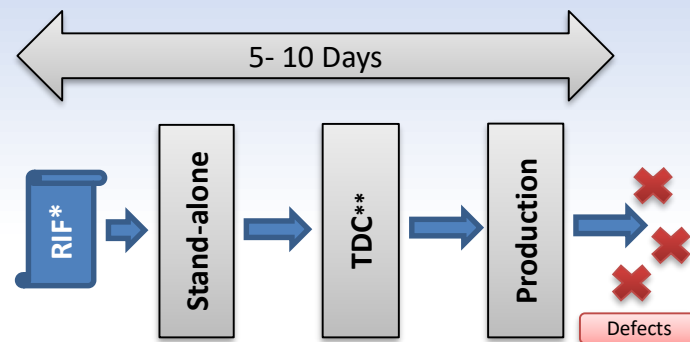 5- 10 Days
RIF*
Stand-alone
TDC**
Production
Defects